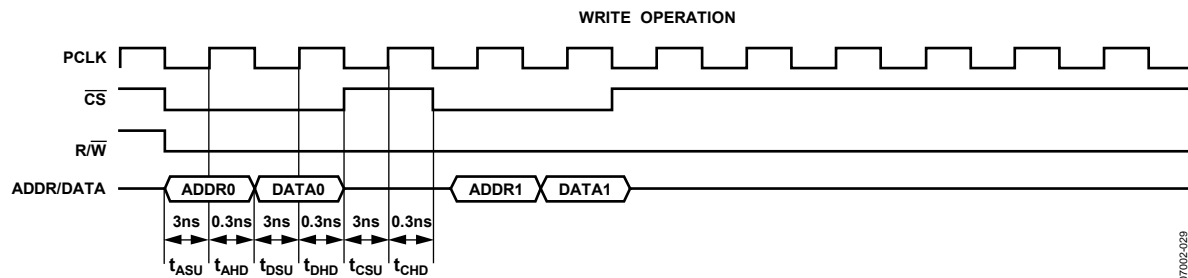 WRITE OPERATION
PCLK
CS
R/W
ADDR/DATA
ADDR0
DATA0
ADDR1
DATA1
3ns 0.3ns 3ns 0.3ns 3ns 0.3ns
tASU tAHD tDSU tDHD tCSU tCHD
07002-029